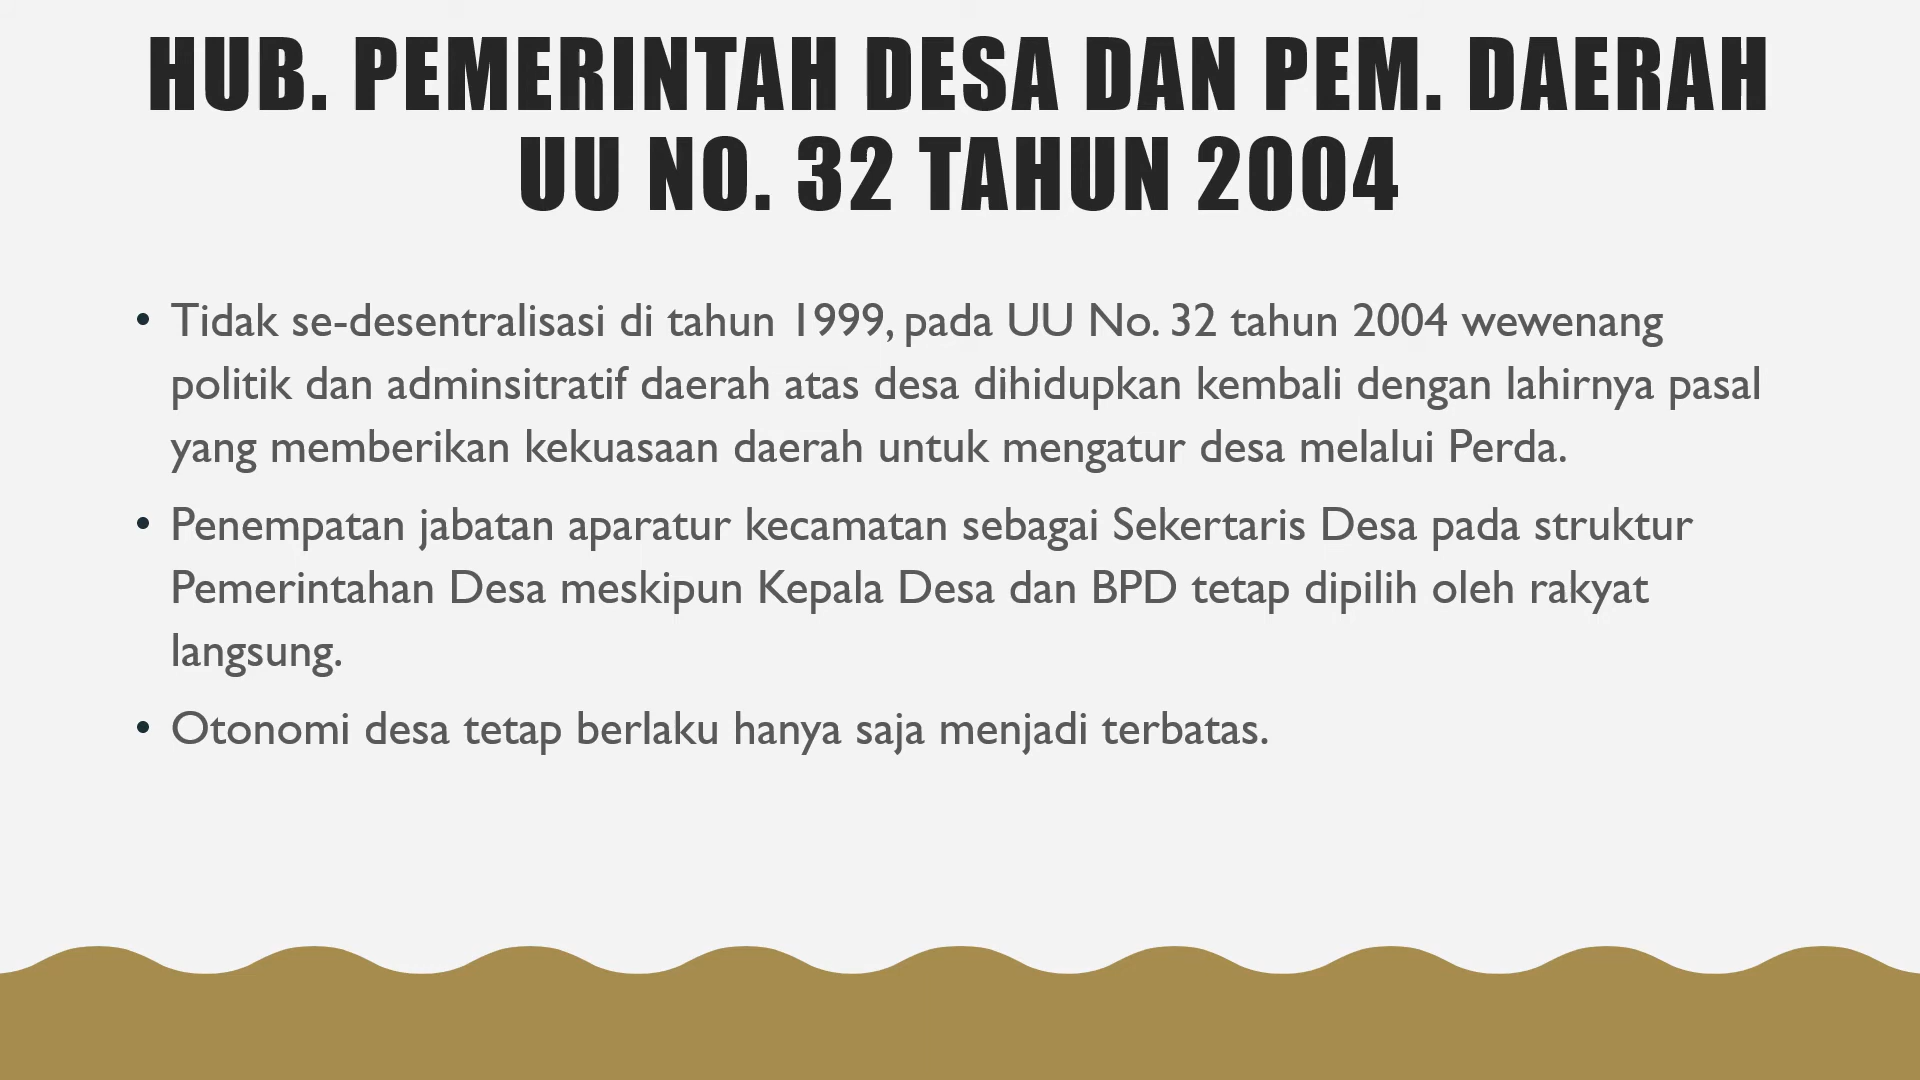 HUB. PEMERINTAH DESA DAN PEM. DAERAH
UU NO. 32 TAHUN 2004
• Tidak se-desentralisasi di tahun 1999, pada UU No. 32 tahun 2004 wewenang
politik dan adminsitratif daerah atas desa dihidupkan kembali dengan lahirnya pasal
yang memberikan kekuasaan daerah untuk mengatur desa melalui Perda.
• Penempatan jabatan aparatur kecamatan sebagai Sekertaris Desa pada struktur
Pemerintahan Desa meskipun Kepala Desa dan BPD tetap dipilih oleh rakyat
langsung.
• Otonomi desa tetap berlaku hanya saja menjadi terbatas.